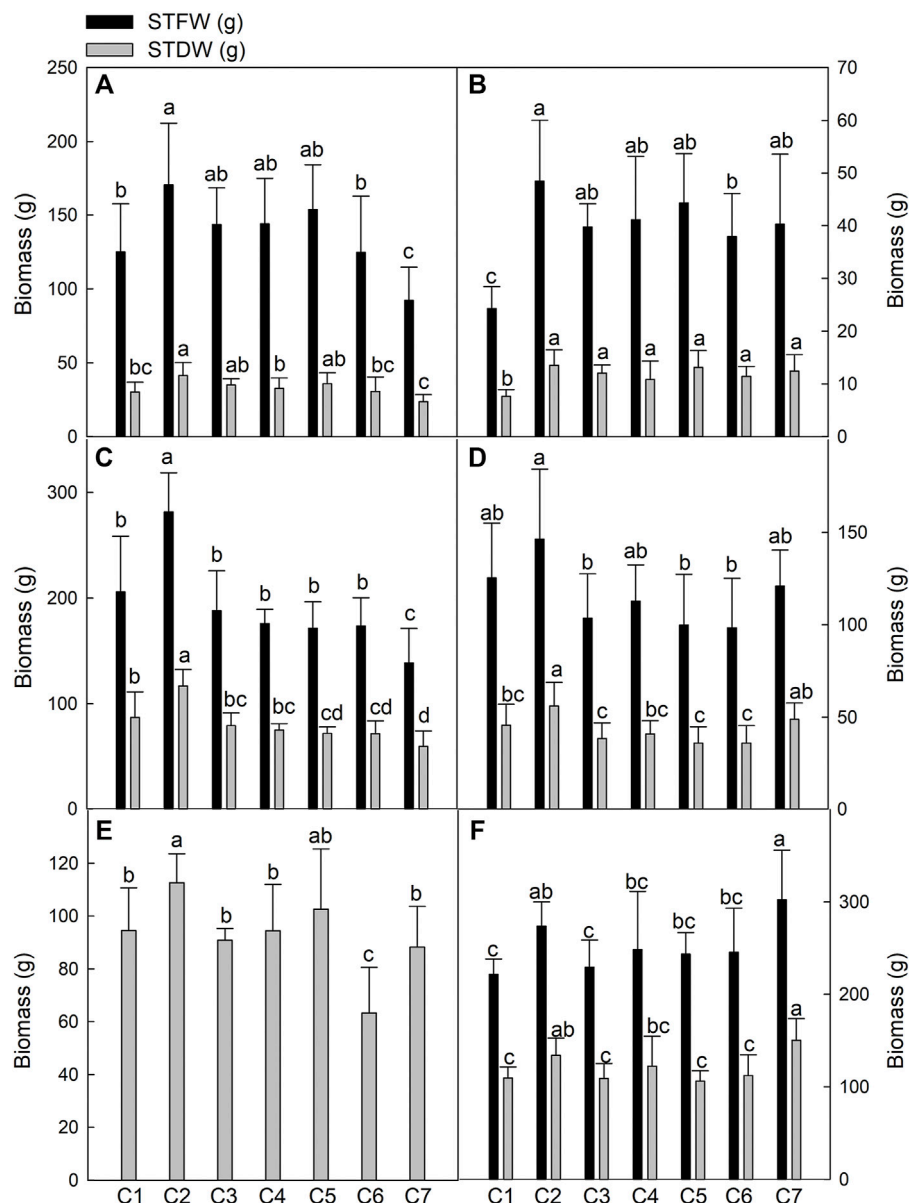 STFW (g)
STDW (g)
A
B
250
200
150
100
50
0
Biomass (g)
b a ab ab ab b c
bc a ab b ab bc c
70
60
50
40
30
20
10
0
Biomass (g)
c a ab ab ab b ab
b a a a a a a
C
D
300
200
100
0
Biomass (g)
b a b b b b c
b a bc bc cd cd d
150
100
50
0
Biomass (g)
ab a b ab b b ab
bc a c bc c c ab
E
F
120
100
80
60
40
20
0
Biomass (g)
b a b b ab c b
300
200
100
0
Biomass (g)
c ab c bc bc bc a
c ab c bc c c a
C1 C2 C3 C4 C5 C6 C7
C1 C2 C3 C4 C5 C6 C7